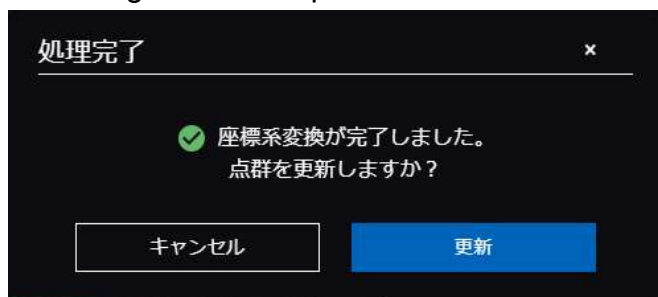 処理完了
×
座標系変換が完了しました。
点群を更新しますか？
キャンセル
更新